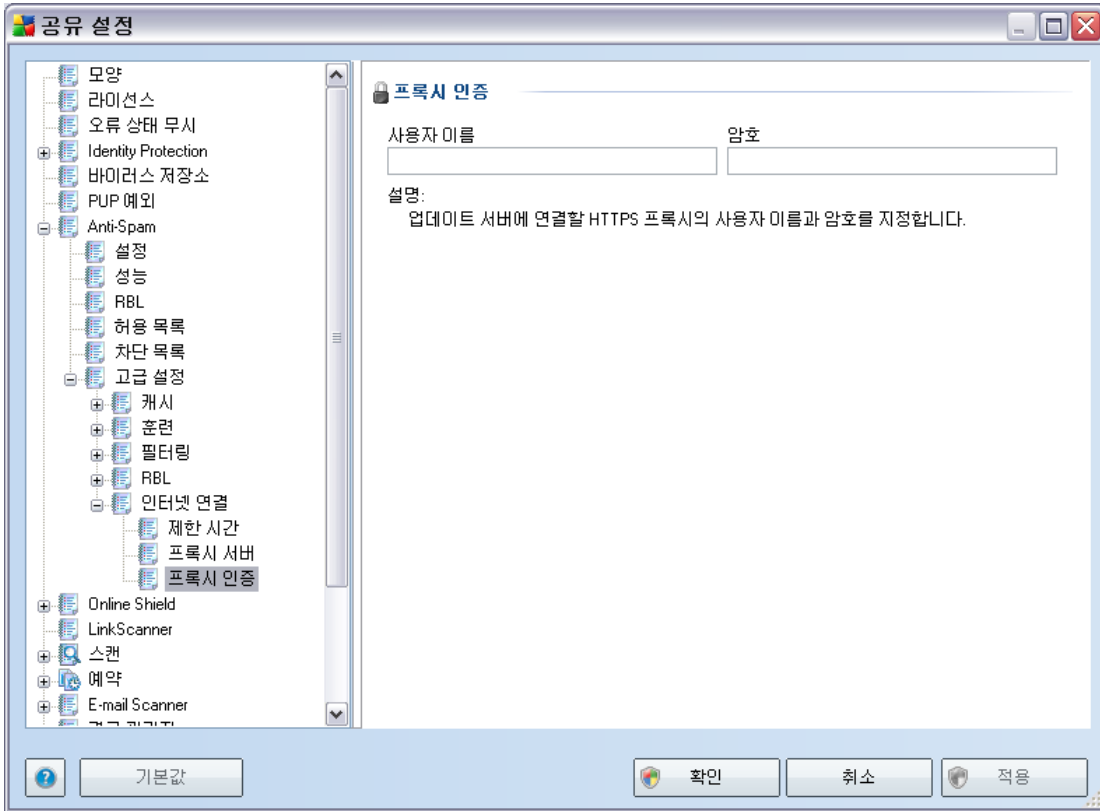 공유 설정
모양
라이선스
오류 상태 무시
Identity Protection
바이러스 저장소
PUP 예외
Anti-Spam
설정
성능
RBL
허용 목록
차단 목록
고급 설정
캐시
훈련
필터링
RBL
인터넷 연결
제한 시간
프록시 서버
프록시 인증
Online Shield
LinkScanner
스캔
예약
E-mail Scanner
프록시 인증
사용자 이름 암호
설명:
업데이트 서버에 연결할 HTTPS 프록시의 사용자 이름과 암호를 지정합니다.
기본값 확인 취소 적용